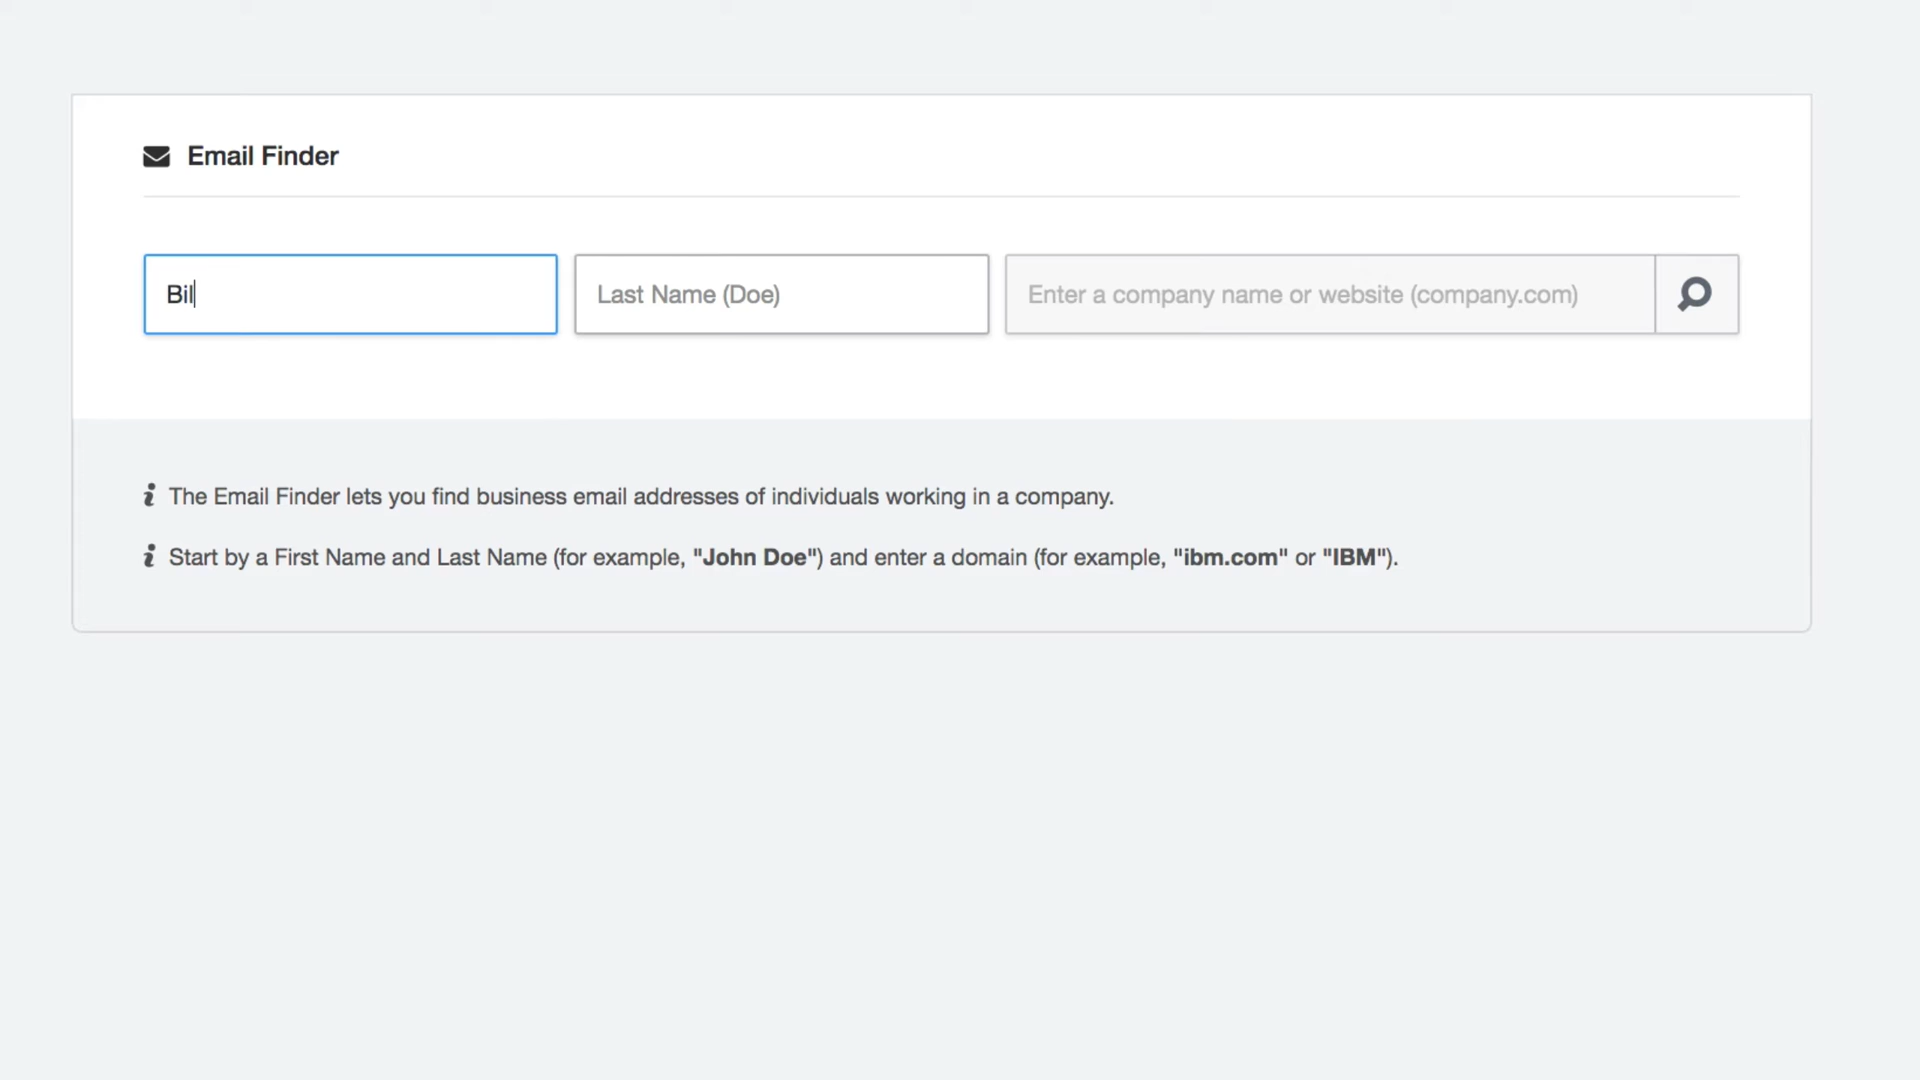 Email Finder
Bil
Last Name (Doe)
Enter a company name or website (company.com)
The Email Finder lets you find business email addresses of individuals working in a company.
Start by a First Name and Last Name (for example, "John Doe") and enter a domain (for example, "ibm.com" or "IBM").